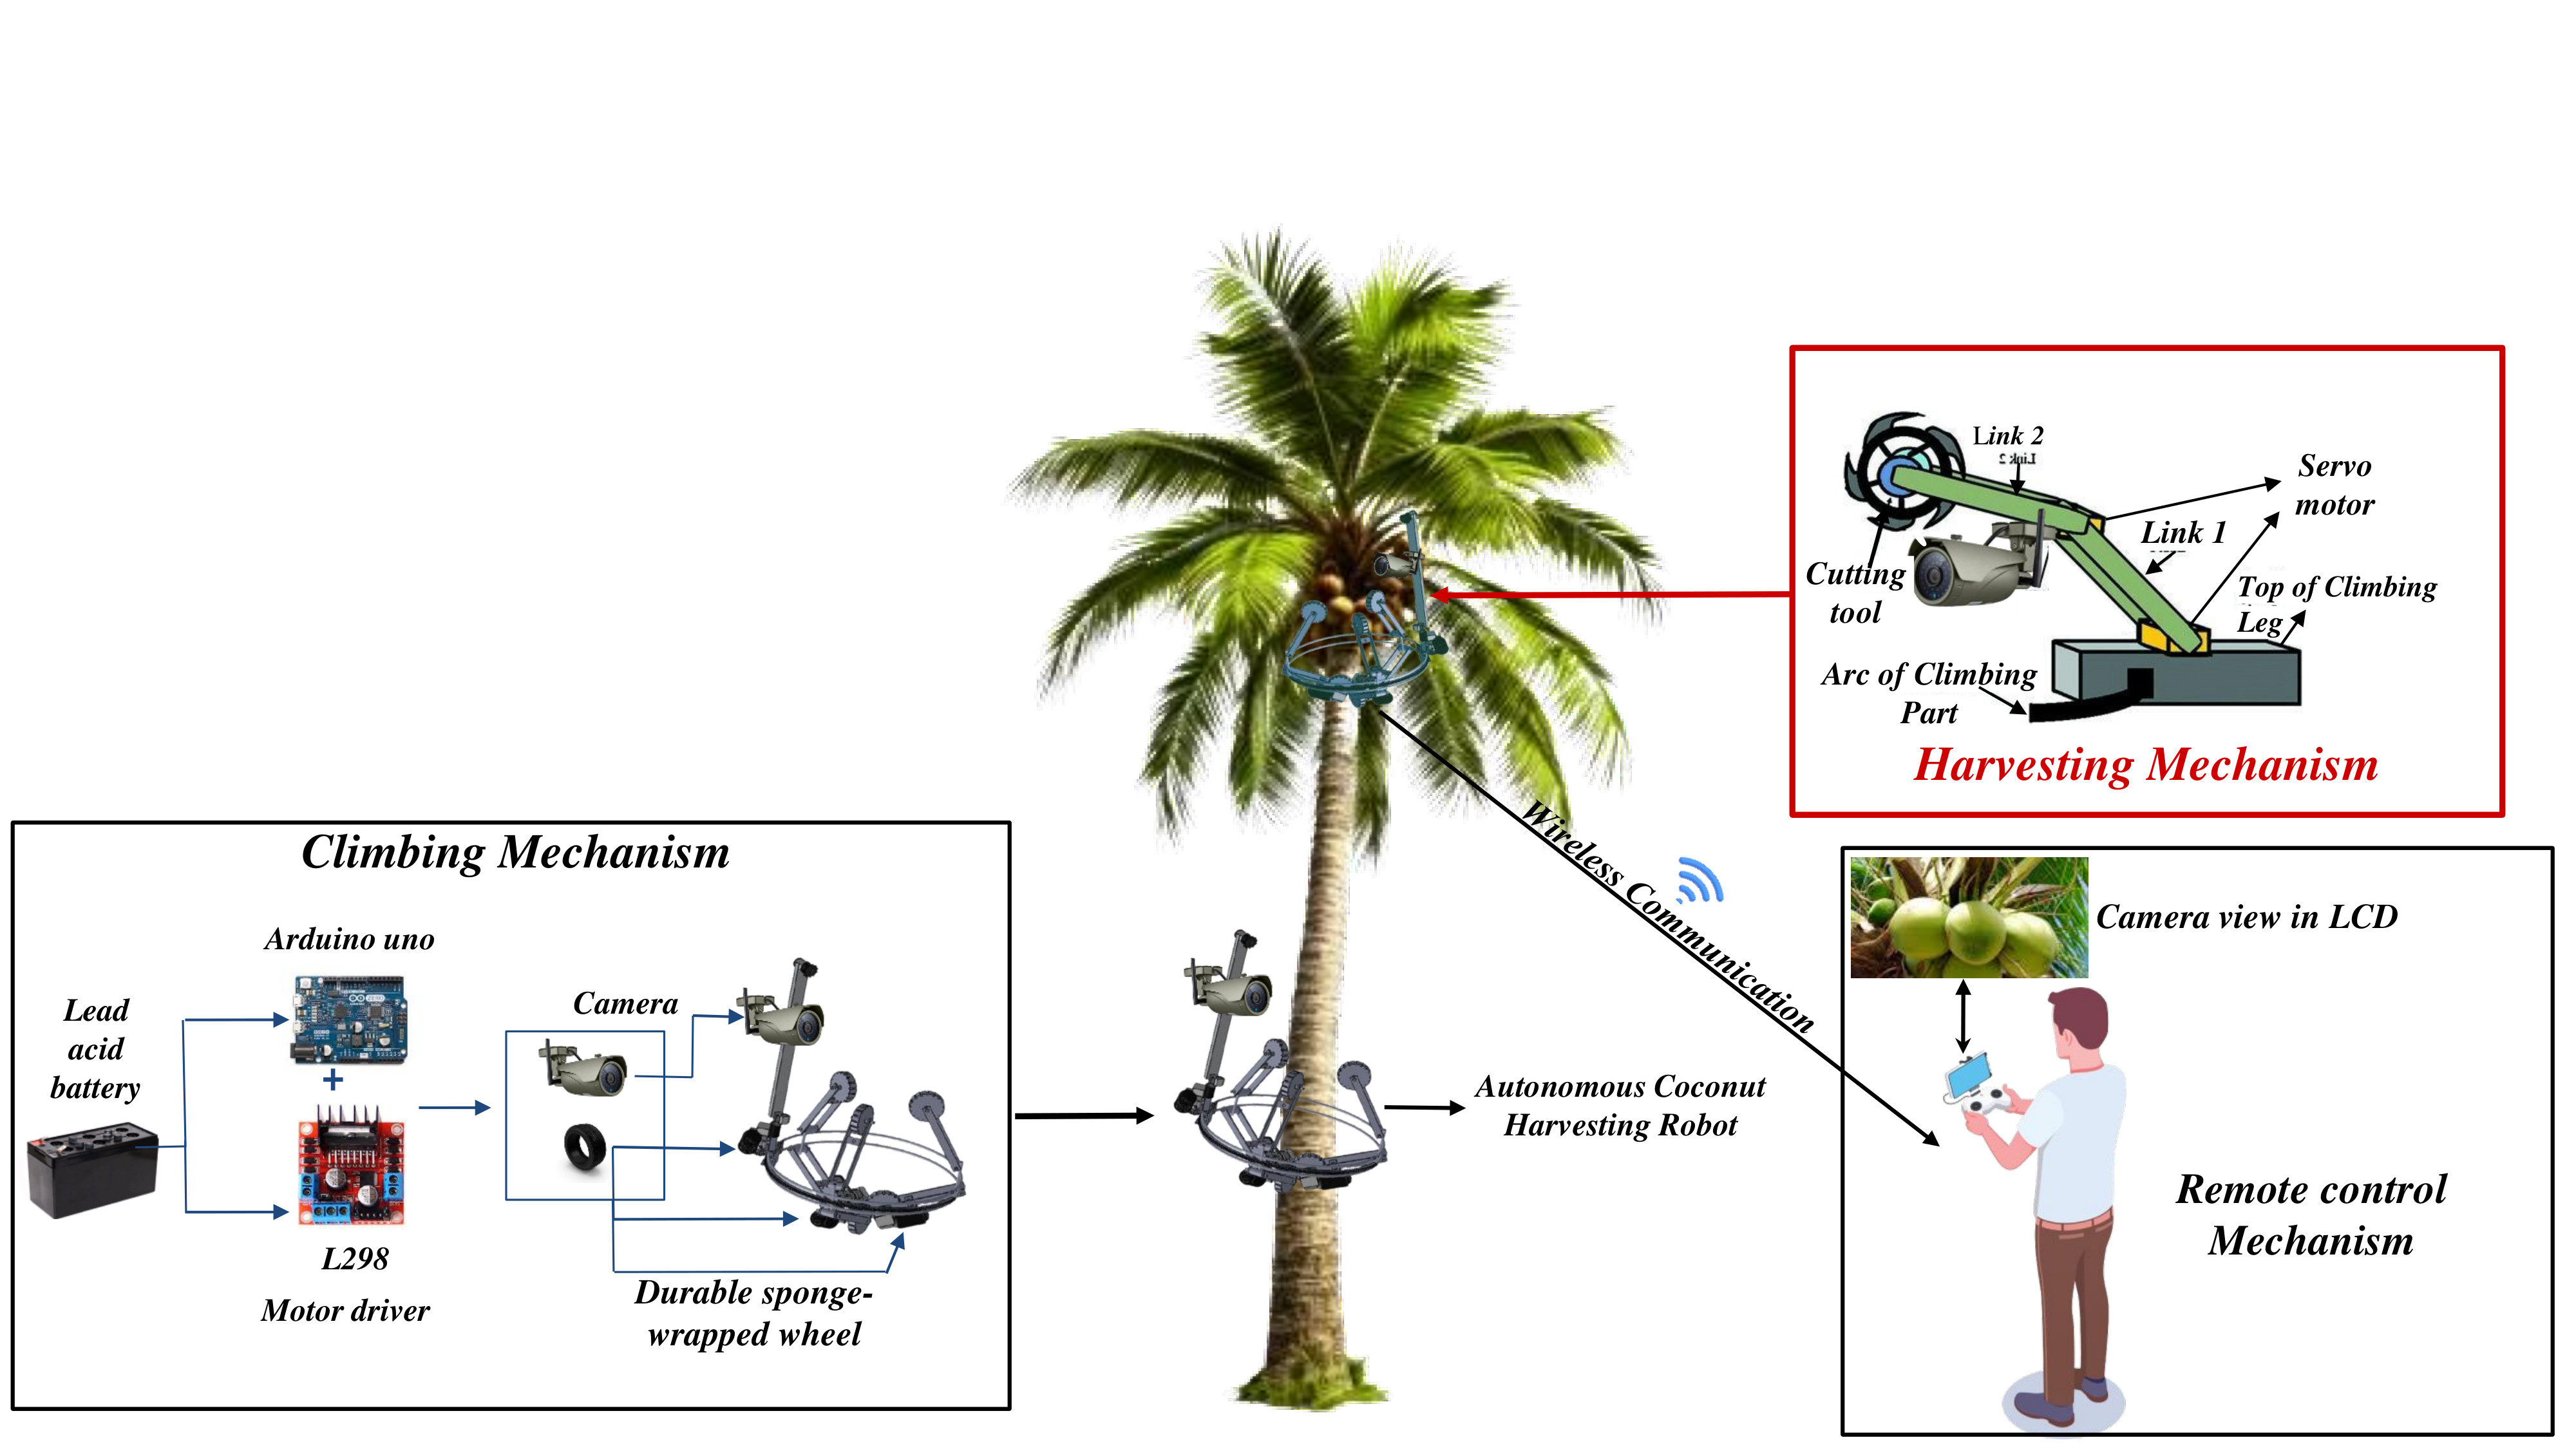 Link 2
Link 2
Servo
motor
Link 1
Cutting
tool
Top of Climbing
Leg
Arc of Climbing
Part
Harvesting Mechanism
Climbing Mechanism
Arduino uno
Lead
acid
battery
Camera
L298
Motor driver
Durable sponge-
wrapped wheel
Wireless Communication
Autonomous Coconut
Harvesting Robot
Camera view in LCD
Remote control
Mechanism